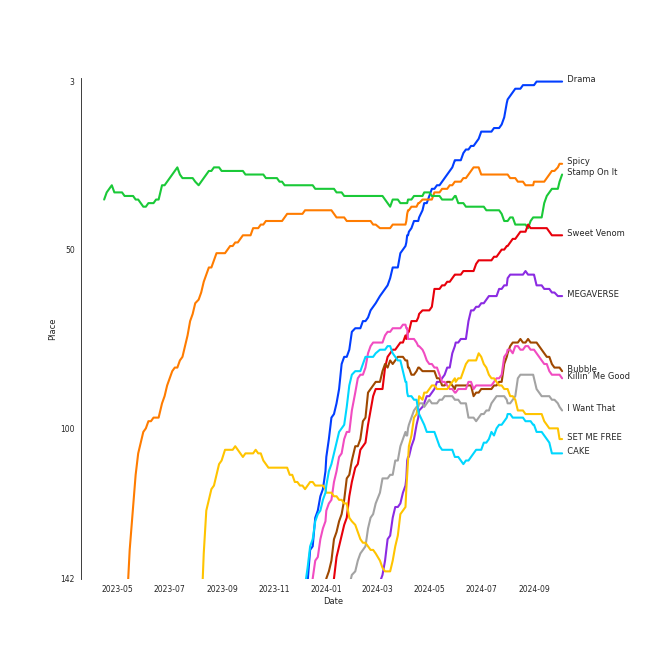 3
Drama
Spicy
Stamp On It
Sweet Venom
50
MEGAVERSE
Place
Bubble
Killin' Me Good
I Want That
100
SET ME FREE
CAKE
142
2023-05 2023-07 2023-09 2023-11 2024-01 2024-03 2024-05 2024-07 2024-09
Date